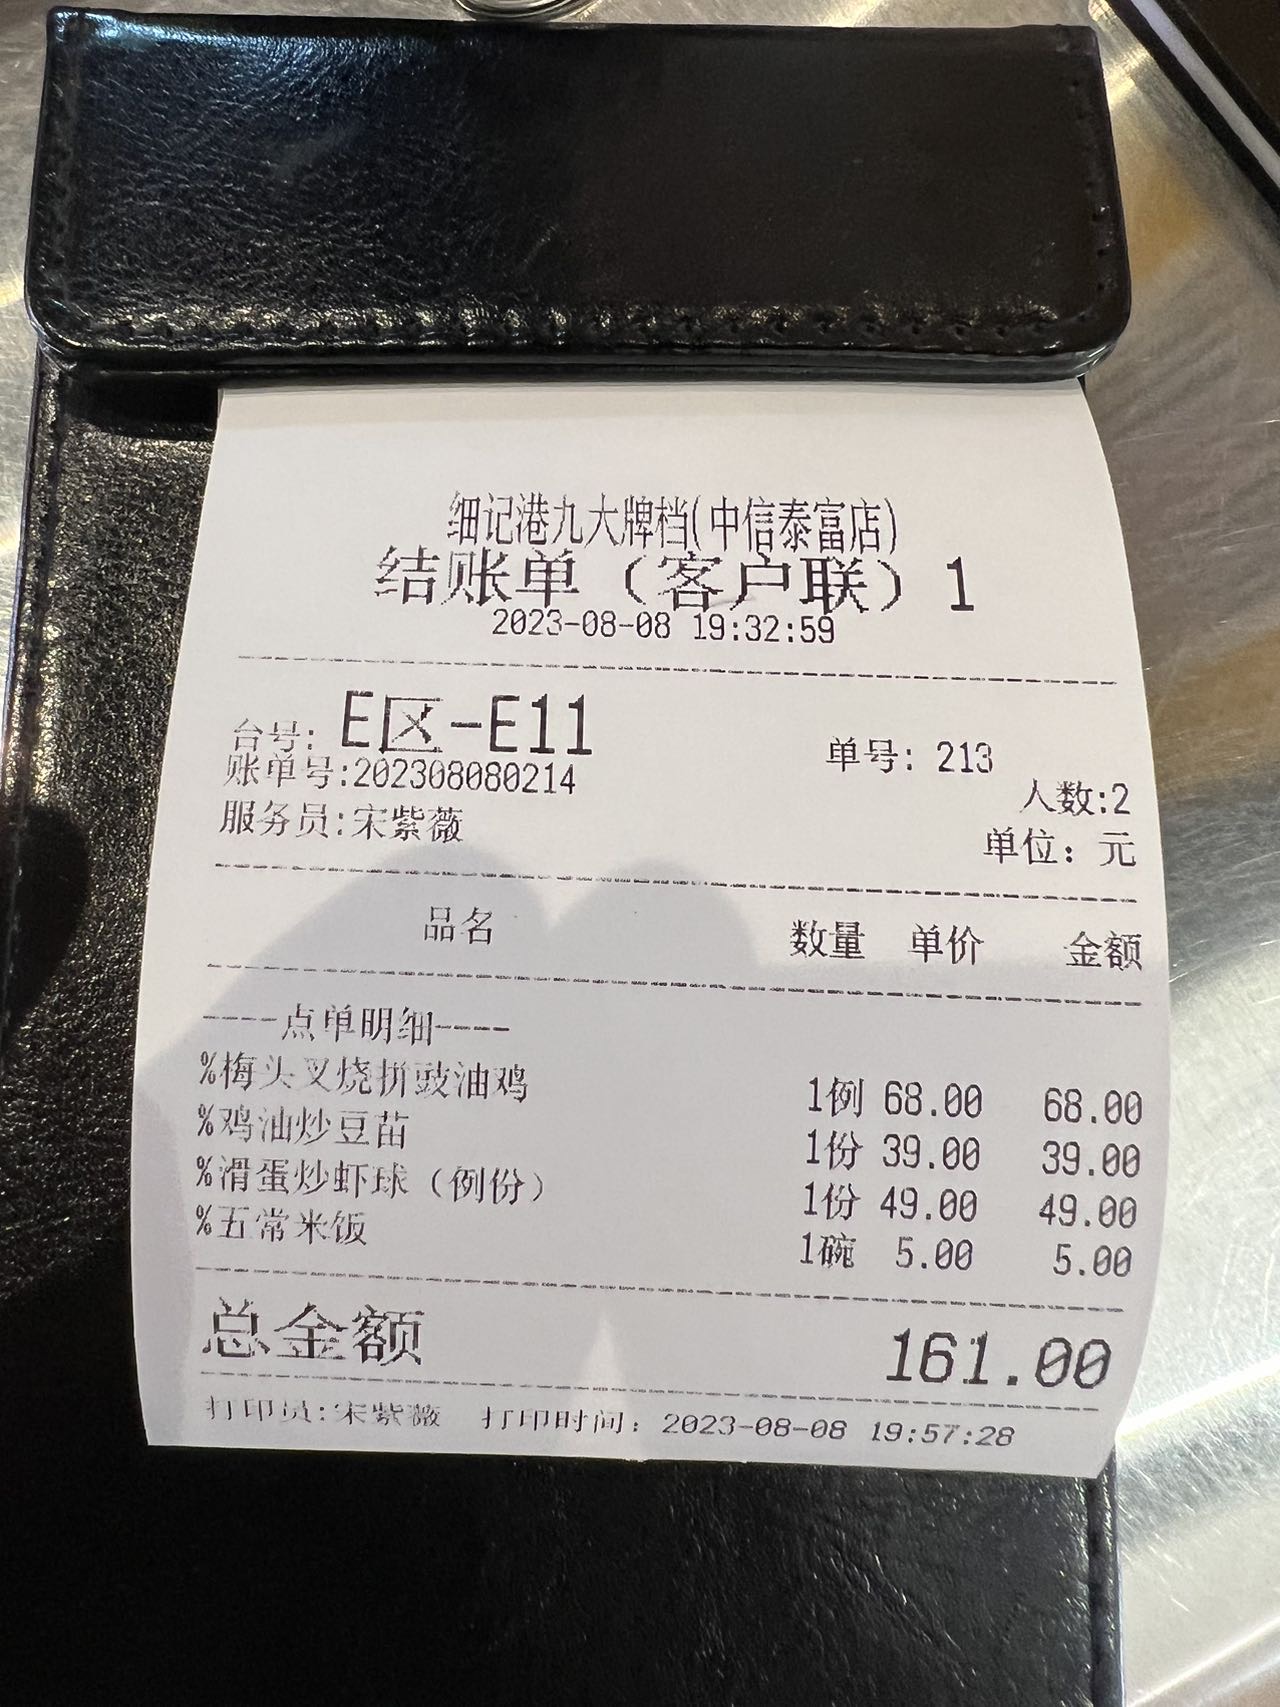 细记港九大牌档(中信泰富店)
结账单（客户联）1
2023-08-08 19:32:59
台号: E区-E11 单号: 213
账单号:202308080214 人数:2
服务员:宋紫薇 单位: 元
品名 数量 单价 金额
----点单明细----
%梅头叉烧拼豉油鸡 1例 68.00 68.00
%鸡油炒豆苗 1份 39.00 39.00
%滑蛋炒虾球（例份） 1份 49.00 49.00
%五常米饭 1碗 5.00 5.00
总金额 161.00
打印员:宋紫薇 打印时间: 2023-08-08 19:57:28